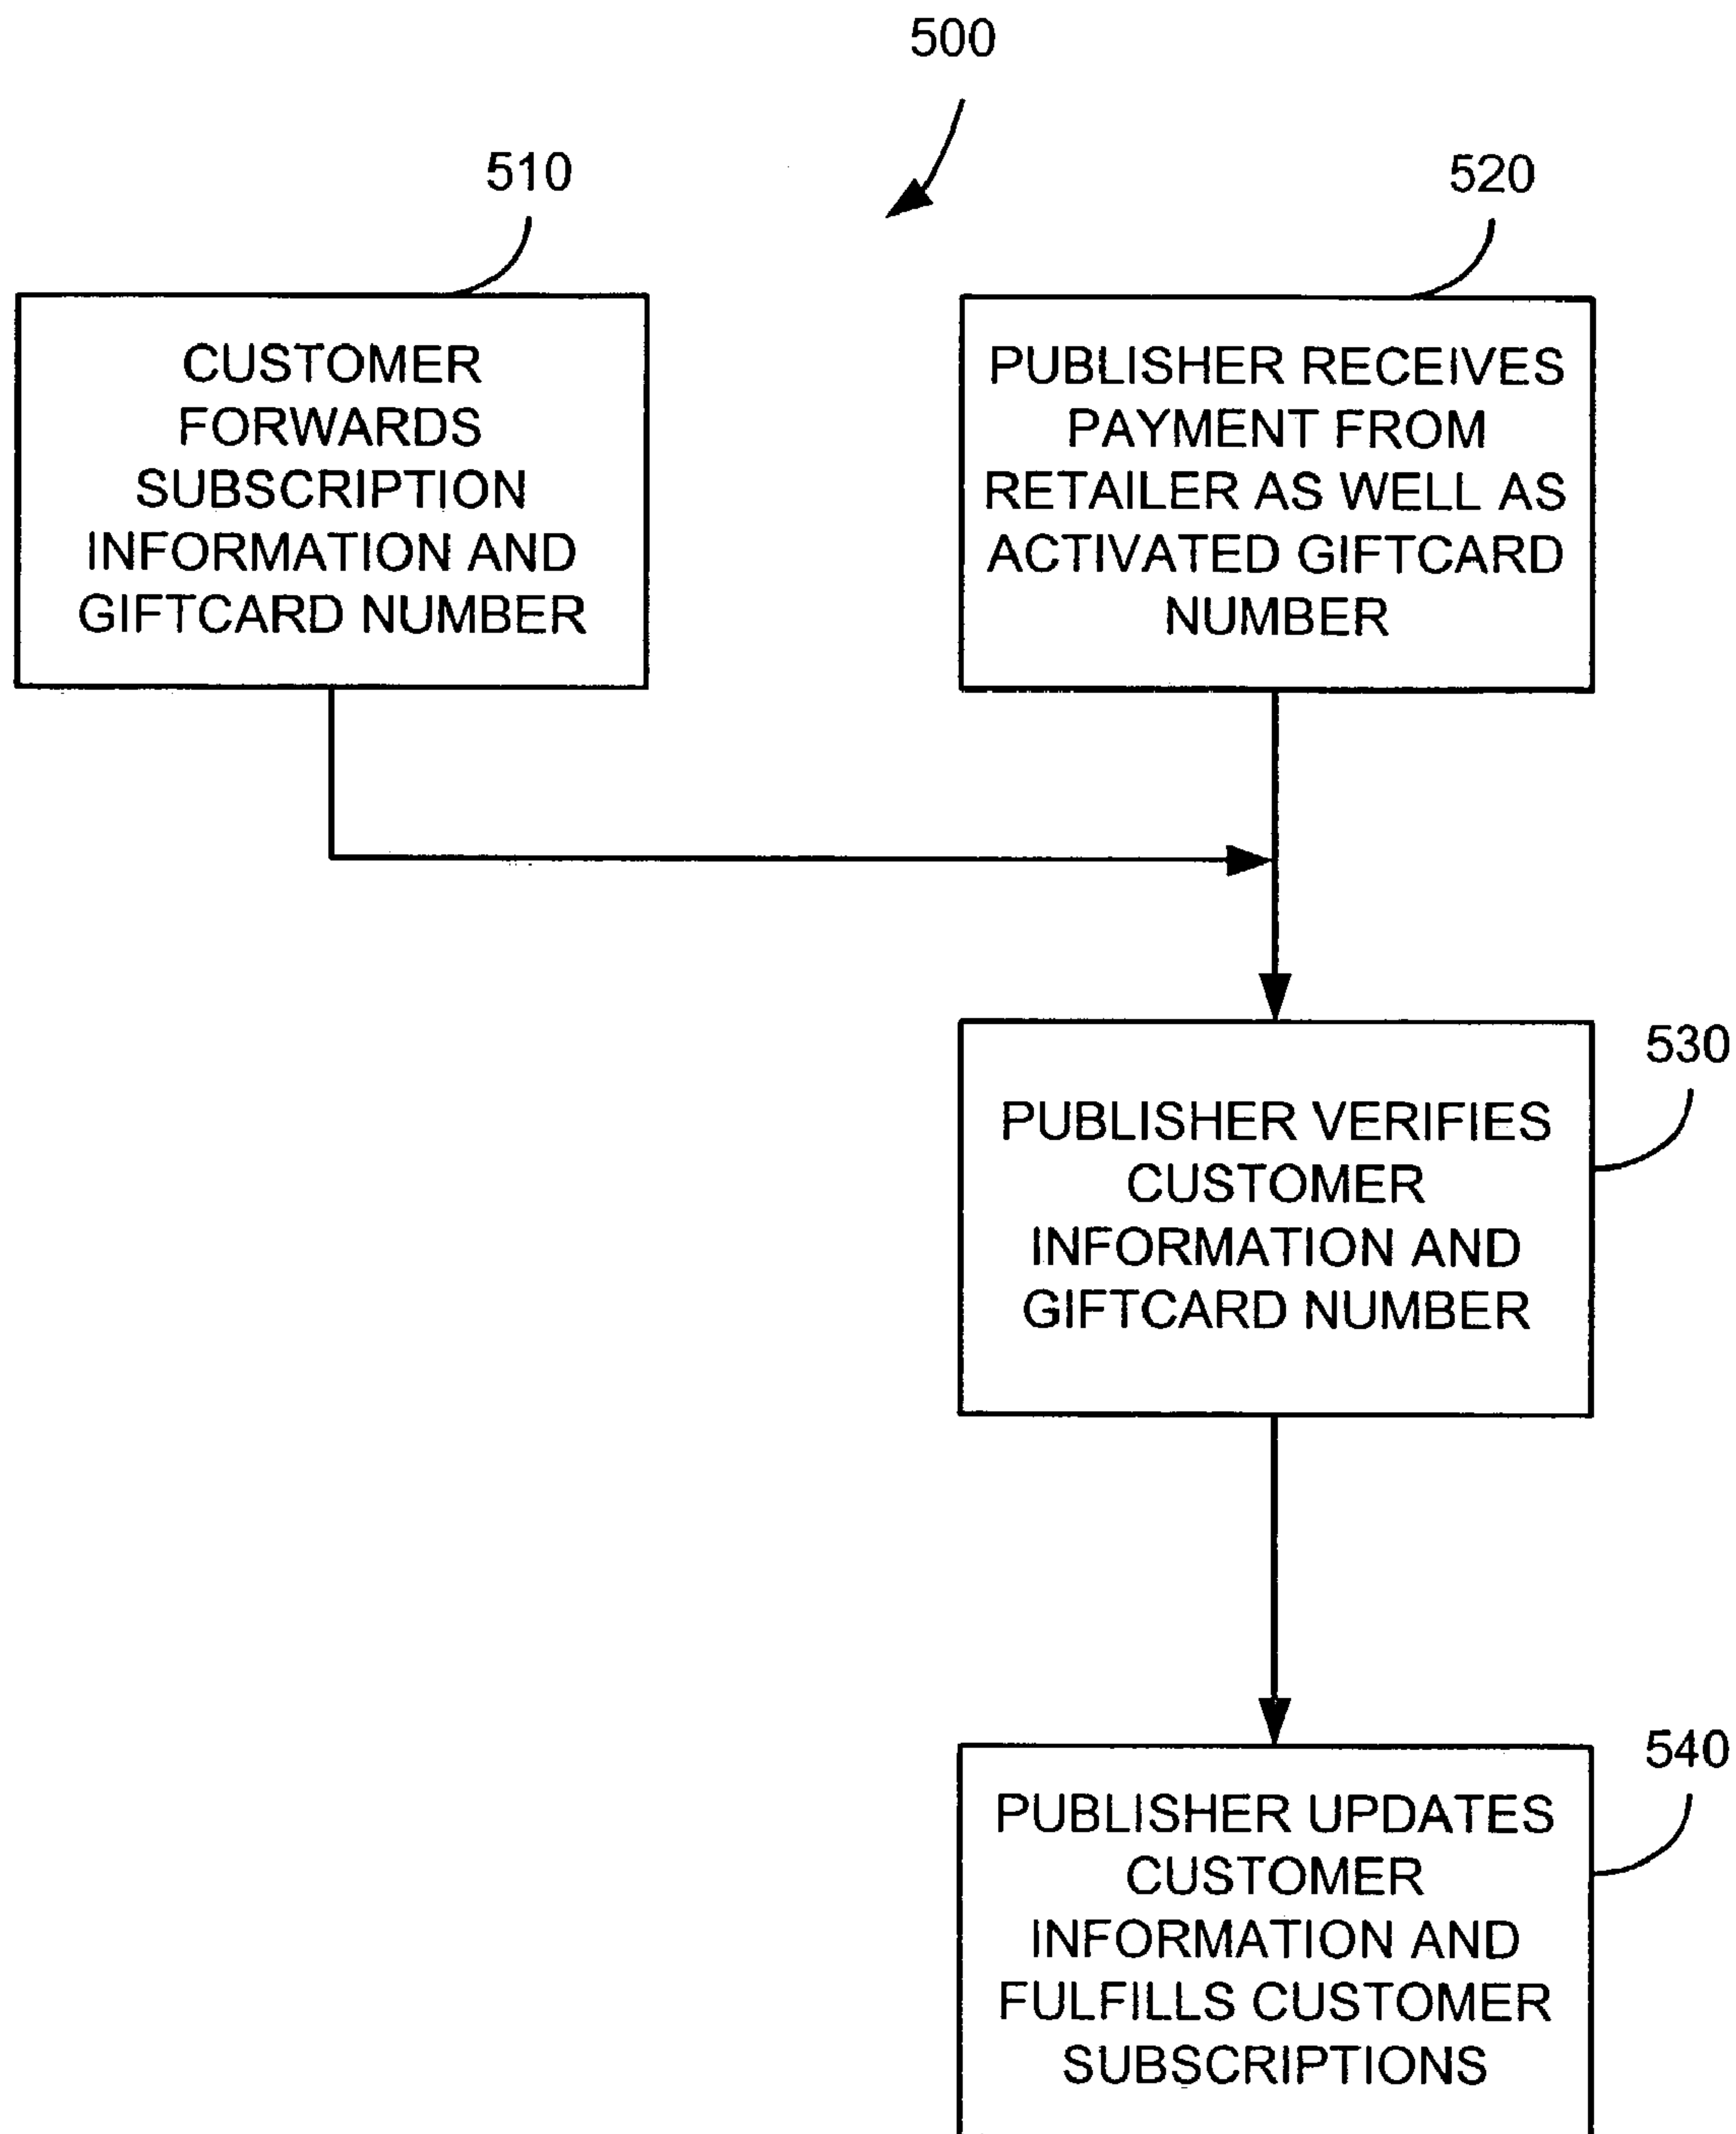 500
510
CUSTOMER
FORWARDS
SUBSCRIPTION
INFORMATION AND
GIFTCARD NUMBER
520
PUBLISHER RECEIVES
PAYMENT FROM
RETAILER AS WELL AS
ACTIVATED GIFTCARD
NUMBER
530
PUBLISHER VERIFIES
CUSTOMER
INFORMATION AND
GIFTCARD NUMBER
540
PUBLISHER UPDATES
CUSTOMER
INFORMATION AND
FULFILLS CUSTOMER
SUBSCRIPTIONS